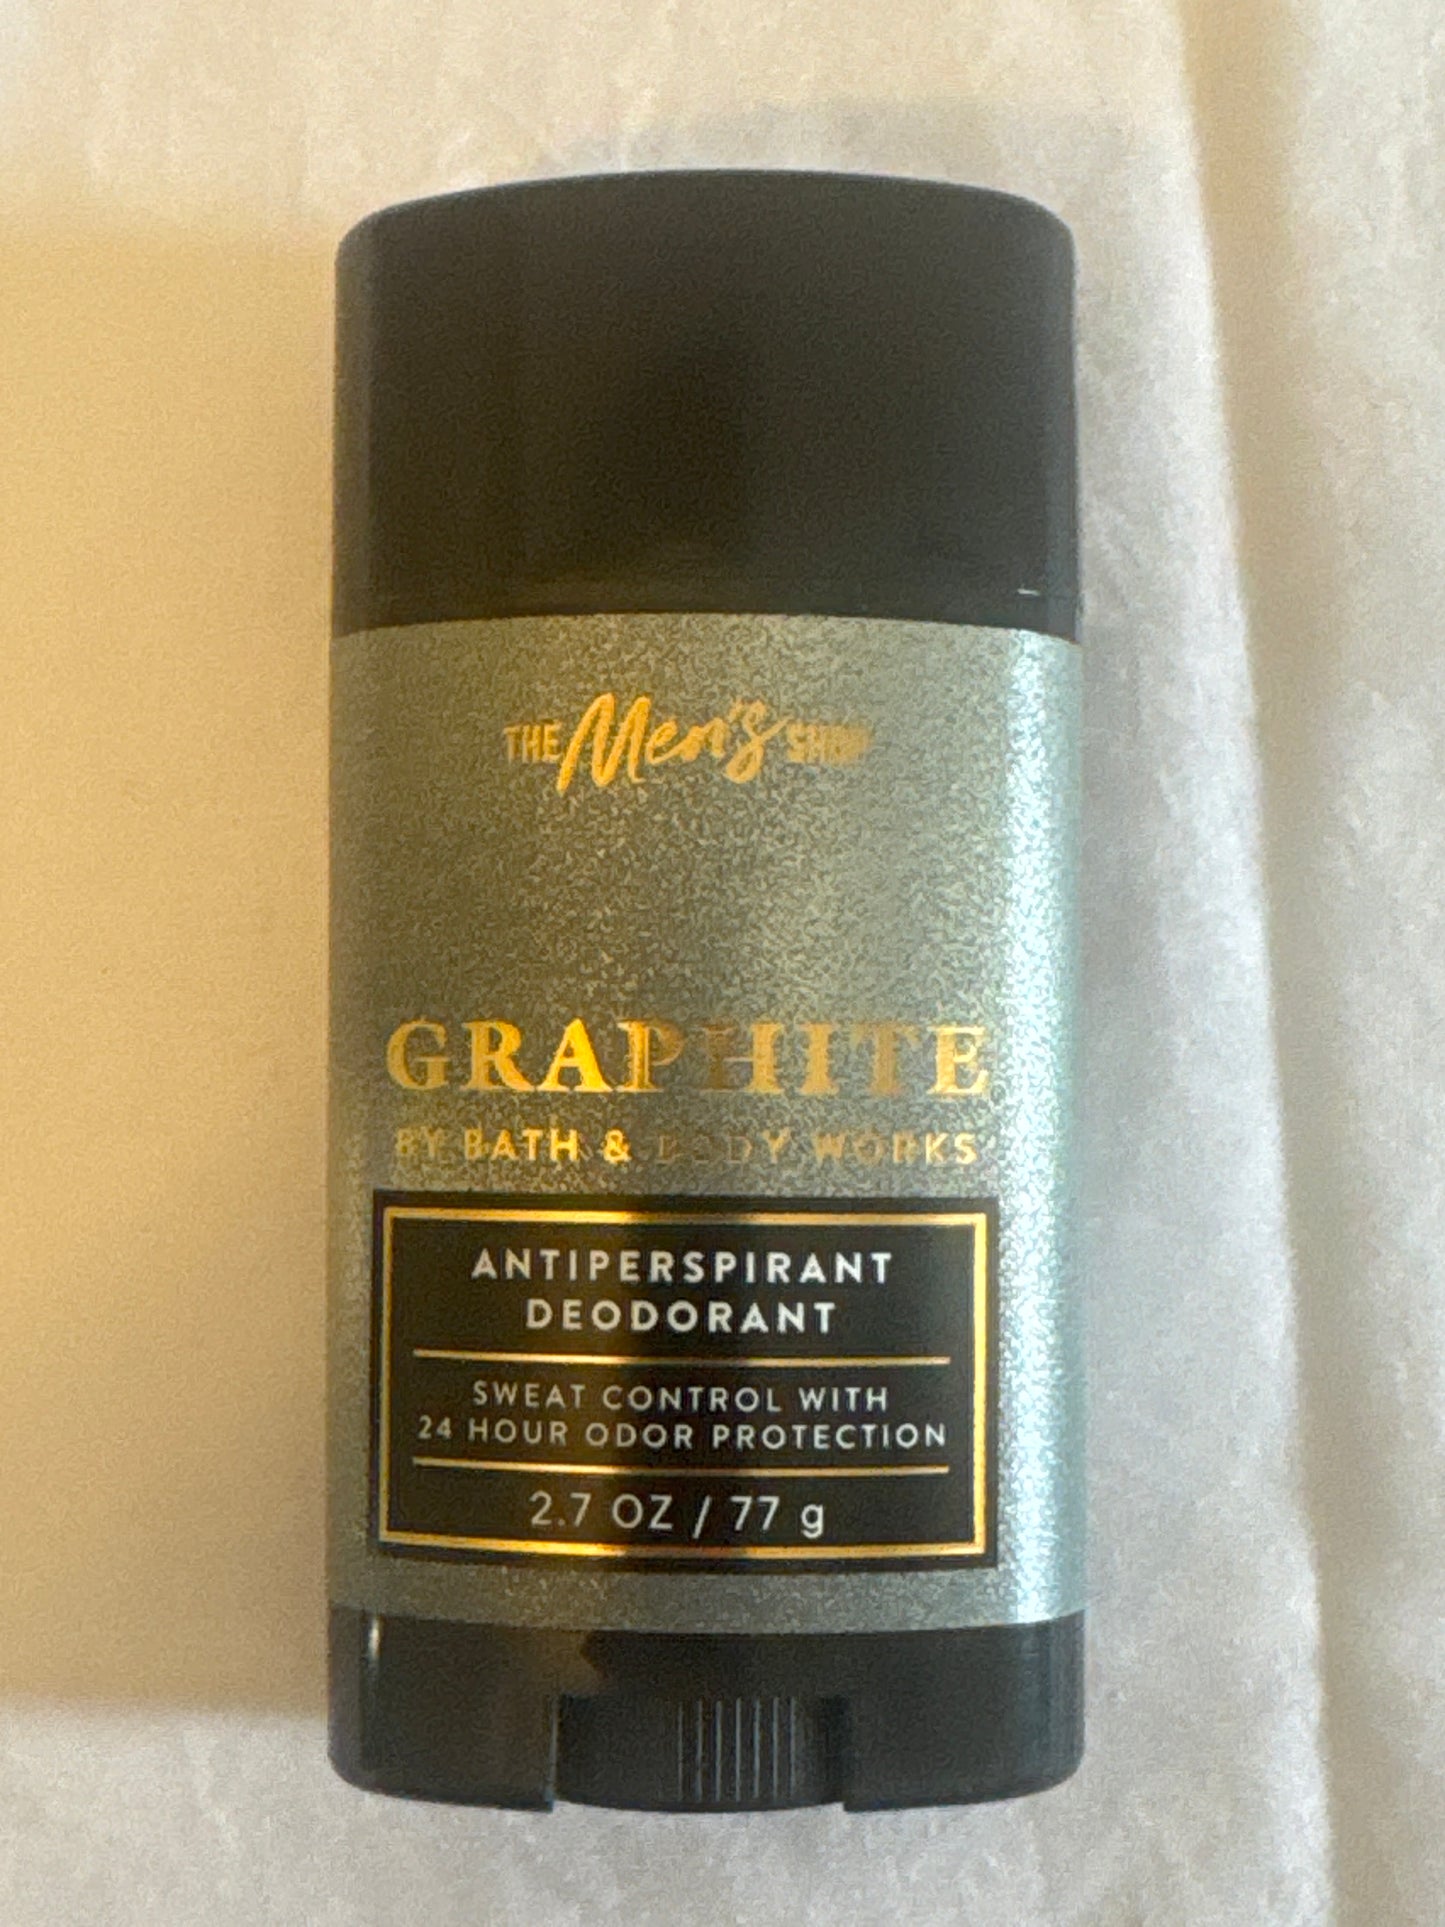 THE Men's SHOP
GRAPHITE
BY BATH & BODY WORKS
ANTIPERSPIRANT
DEODORANT
SWEAT CONTROL WITH
24 HOUR ODOR PROTECTION
2.7 OZ / 77 g